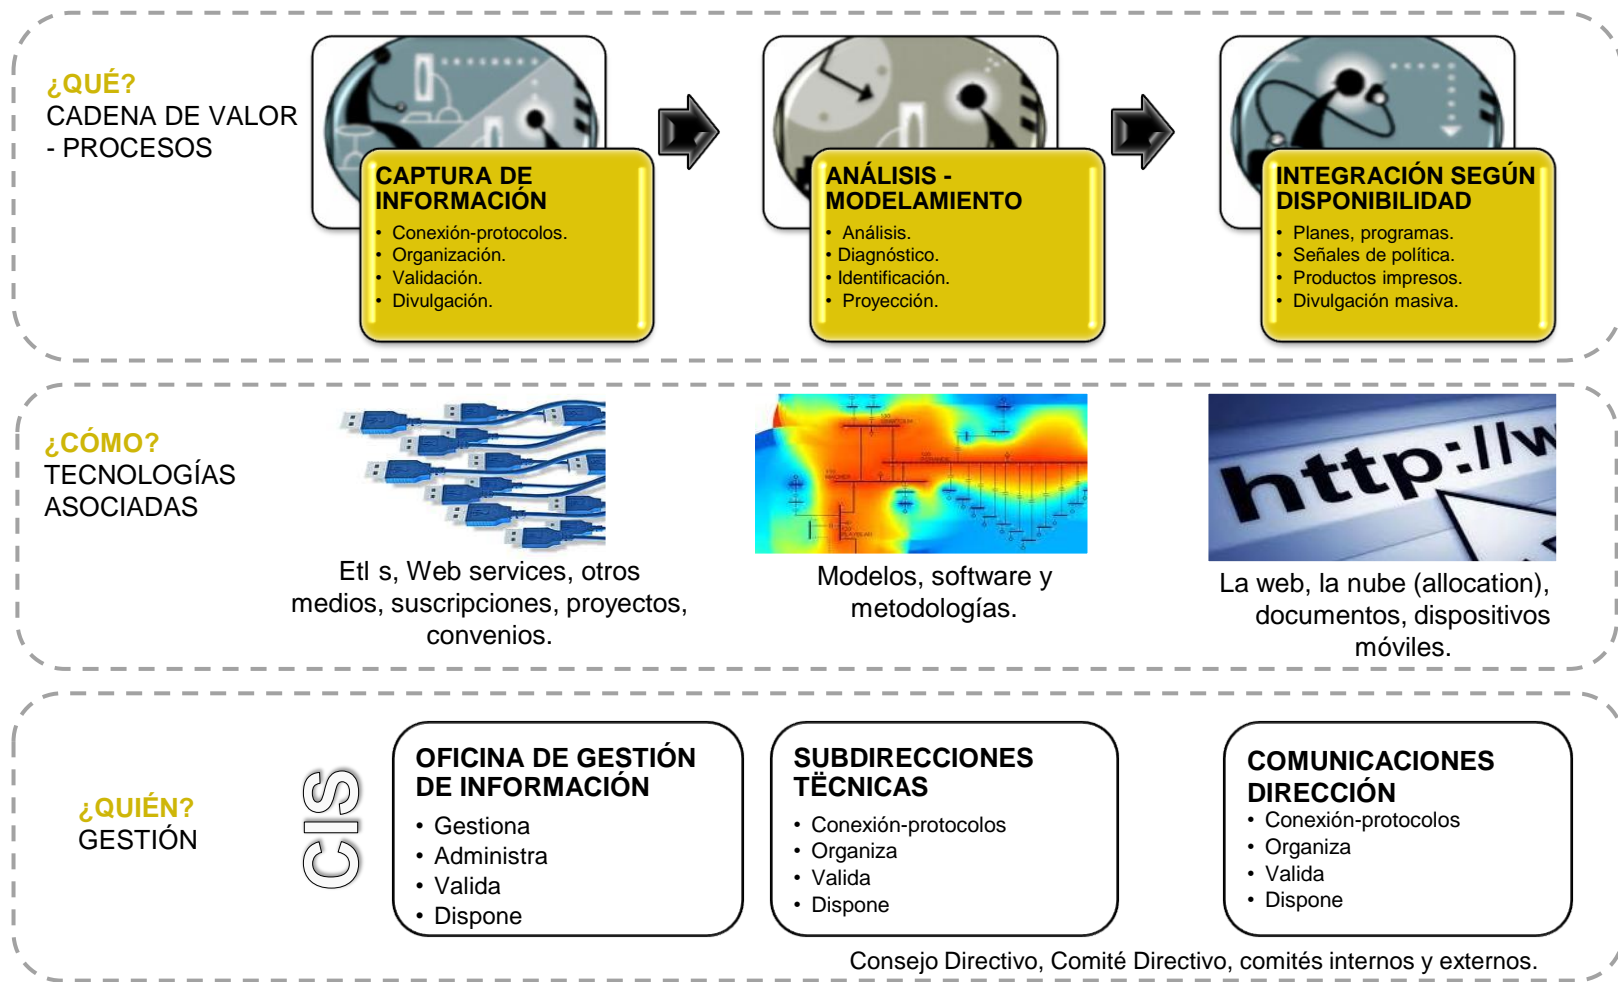 ¿QUÉ?
CADENA DE VALOR
- PROCESOS
CAPTURA DE
INFORMACIÓN
• Conexión-protocolos.
• Organización.
• Validación.
• Divulgación.
ANÁLISIS -
MODELAMIENTO
• Análisis.
• Diagnóstico.
• Identificación.
• Proyección.
INTEGRACIÓN SEGÚN
DISPONIBILIDAD
• Planes, programas.
• Señales de política.
• Productos impresos.
• Divulgación masiva.
¿CÓMO?
TECNOLOGÍAS
ASOCIADAS
Etl s, Web services, otros
medios, suscripciones, proyectos,
convenios.
Modelos, software y
metodologías.
http://w
La web, la nube (allocation),
documentos, dispositivos
móviles.
¿QUIÉN?
GESTIÓN
CIS
OFICINA DE GESTIÓN
DE INFORMACIÓN
• Gestiona
• Administra
• Valida
• Dispone
SUBDIRECCIONES
TËCNICAS
• Conexión-protocolos
• Organiza
• Valida
• Dispone
COMUNICACIONES
DIRECCIÓN
• Conexión-protocolos
• Organiza
• Valida
• Dispone
Consejo Directivo, Comité Directivo, comités internos y externos.